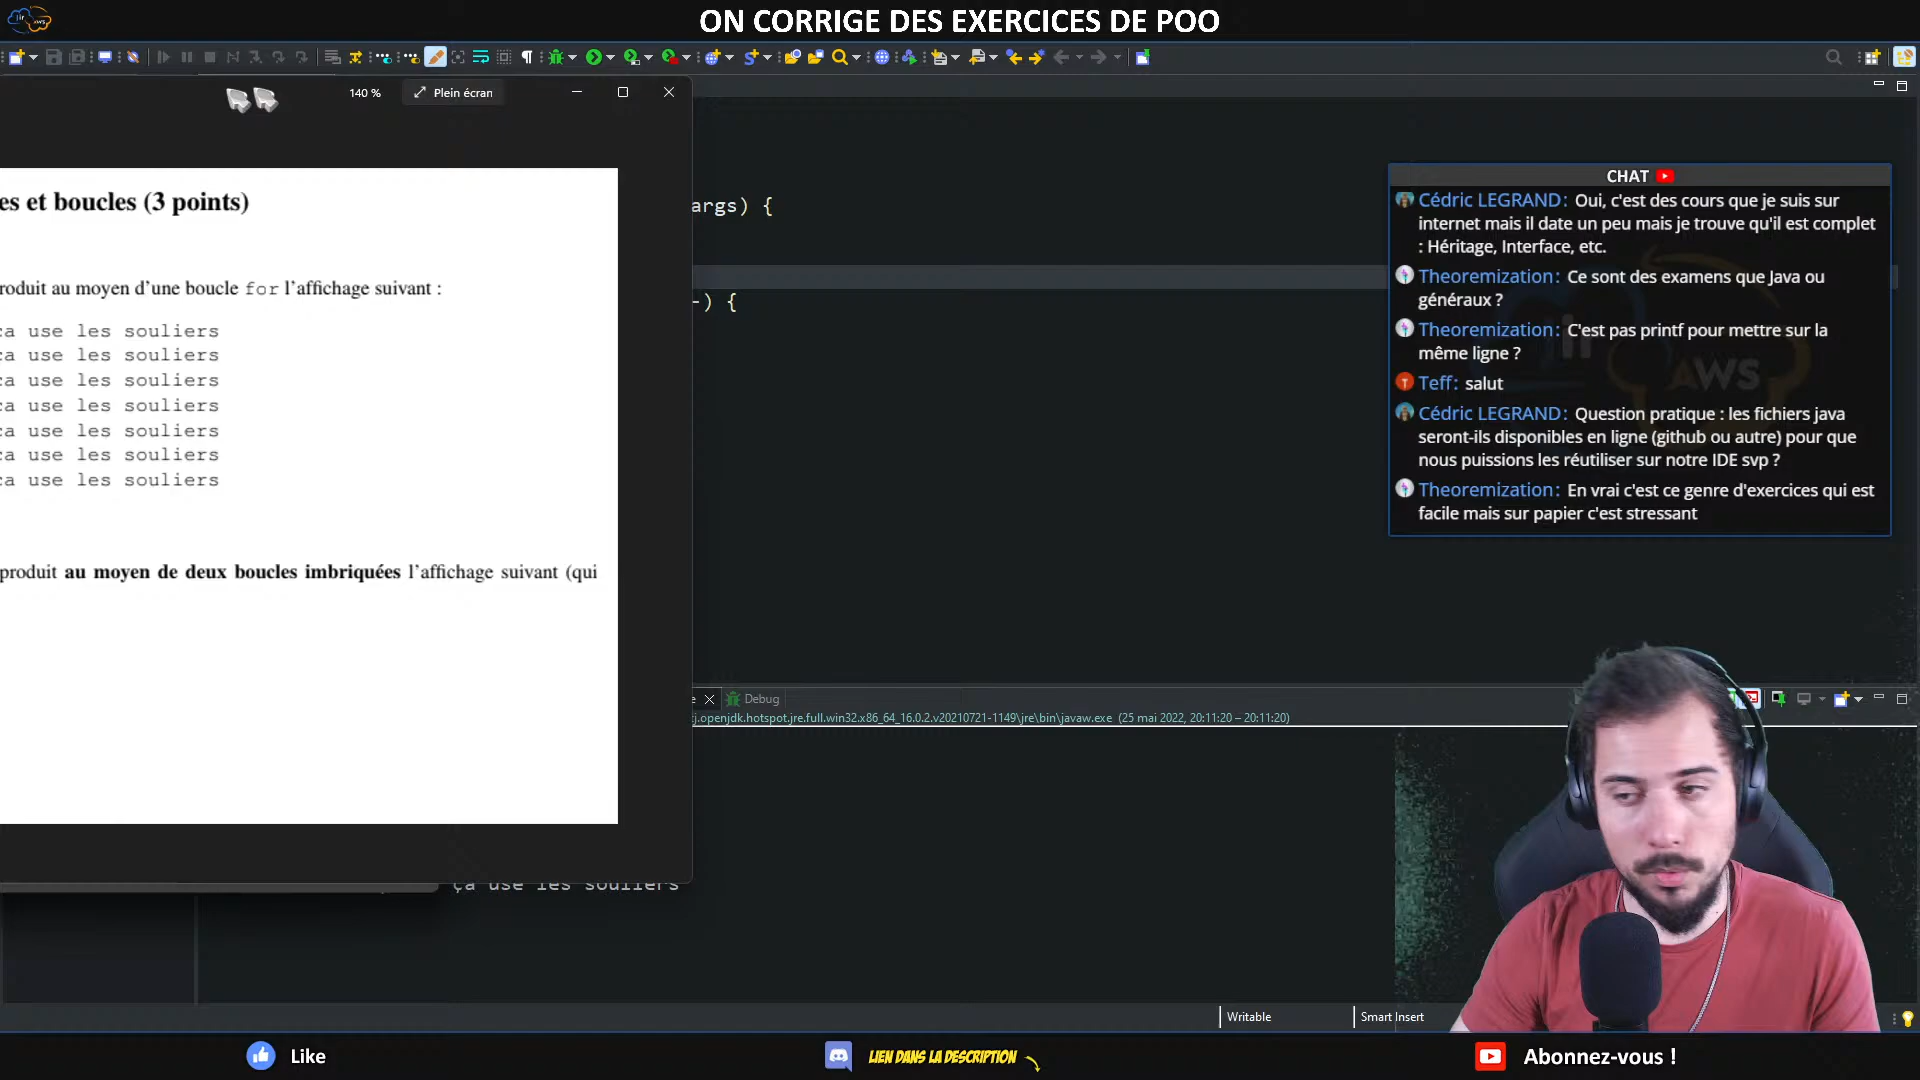 ON CORRIGE DES EXERCICES DE POO
140 %
Plein écran
es et boucles (3 points)
roduit au moyen d'une boucle for l'affichage suivant :
ca use les souliers
ca use les souliers
ca use les souliers
ca use les souliers
ca use les souliers
ca use les souliers
ca use les souliers
produit au moyen de deux boucles imbriquées l'affichage suivant (qui
args) {
-) {
CHAT
Cédric LEGRAND: Oui, c'est des cours que je suis sur
internet mais il date un peu mais je trouve qu'il est complet
: Héritage, Interface, etc.
Theoremization: Ce sont des examens que Java ou
généraux ?
Theoremization: C'est pas printf pour mettre sur la
même ligne ?
T Teff: salut
Cédric LEGRAND: Question pratique : les fichiers java
seront-ils disponibles en ligne (github ou autre) pour que
nous puissions les réutiliser sur notre IDE svp ?
Theoremization: En vrai c'est ce genre d'exercices qui est
facile mais sur papier c'est stressant
AWS
e
Debug
j.openjdk.hotspot.jre.full.win32.x86_64_16.0.2.v20210721-1149\jre\bin\javaw.exe (25 mai 2022, 20:11:20 – 20:11:20)
ça use les souliers
Writable
Smart Insert
Like
LIEN DANS LA DESCRIPTION
Abonnez-vous !